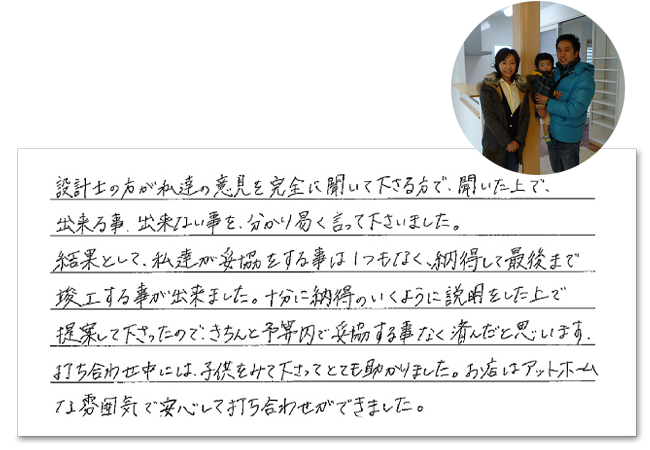 設計士の方が私達の意見を完全に聞いて下さる方で、聞いた上で、
出来る事、出来ない事を、分かり易く言って下さいました。
結果として、私達が妥協をする事は1つもなく、納得して最後まで
竣工する事が出来ました。十分に納得のいくように説明をした上で
提案して下さったので、きちんと予算内で妥協する事なく済んだと思います。
打ち合わせ中には、子供をみて下さってとても助かりました。お店はアットホーム
な雰囲気で安心して打ち合わせができました。